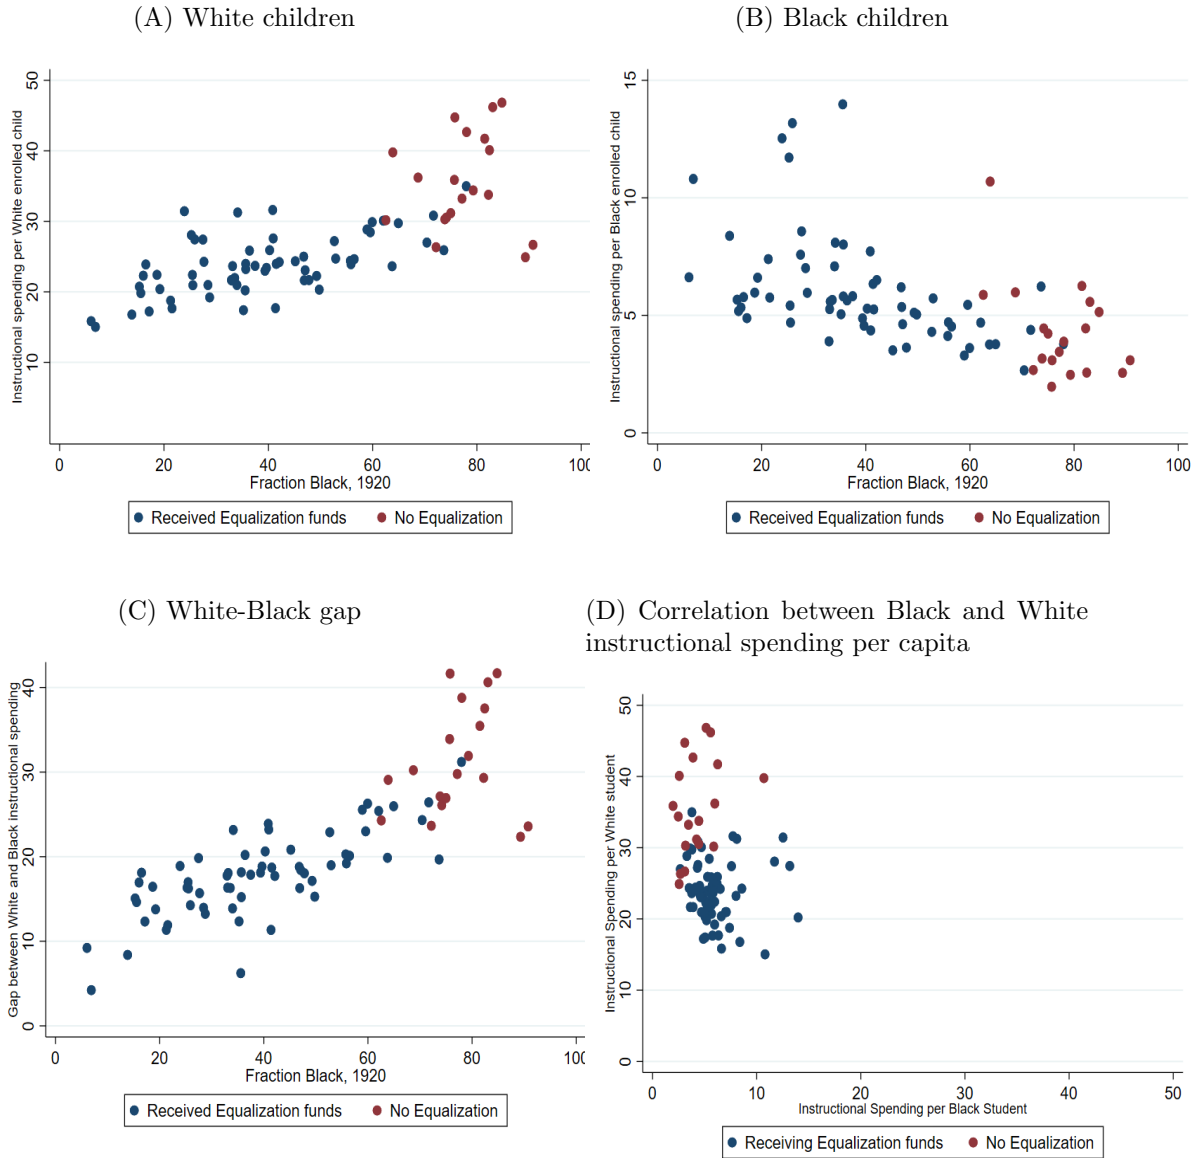 (A) White children
Instructional spending per White enrolled child
50
40
30
20
10
0
20
40
60
80
100
Fraction Black, 1920
Received Equalization funds
No Equalization
(B) Black children
Instructional spending per Black enrolled child
15
10
5
0
0
20
40
60
80
100
Fraction Black, 1920
Received Equalization funds
No Equalization
(C) White-Black gap
Gap between White and Black instructional spending
40
30
20
10
0
0
20
40
60
80
100
Fraction Black, 1920
Received Equalization funds
No Equalization
(D) Correlation between Black and White
instructional spending per capita
Instructional Spending per White student
50
40
30
20
10
0
0
10
20
30
40
50
Instructional Spending per Black Student
Receiving Equalization funds
No Equalization